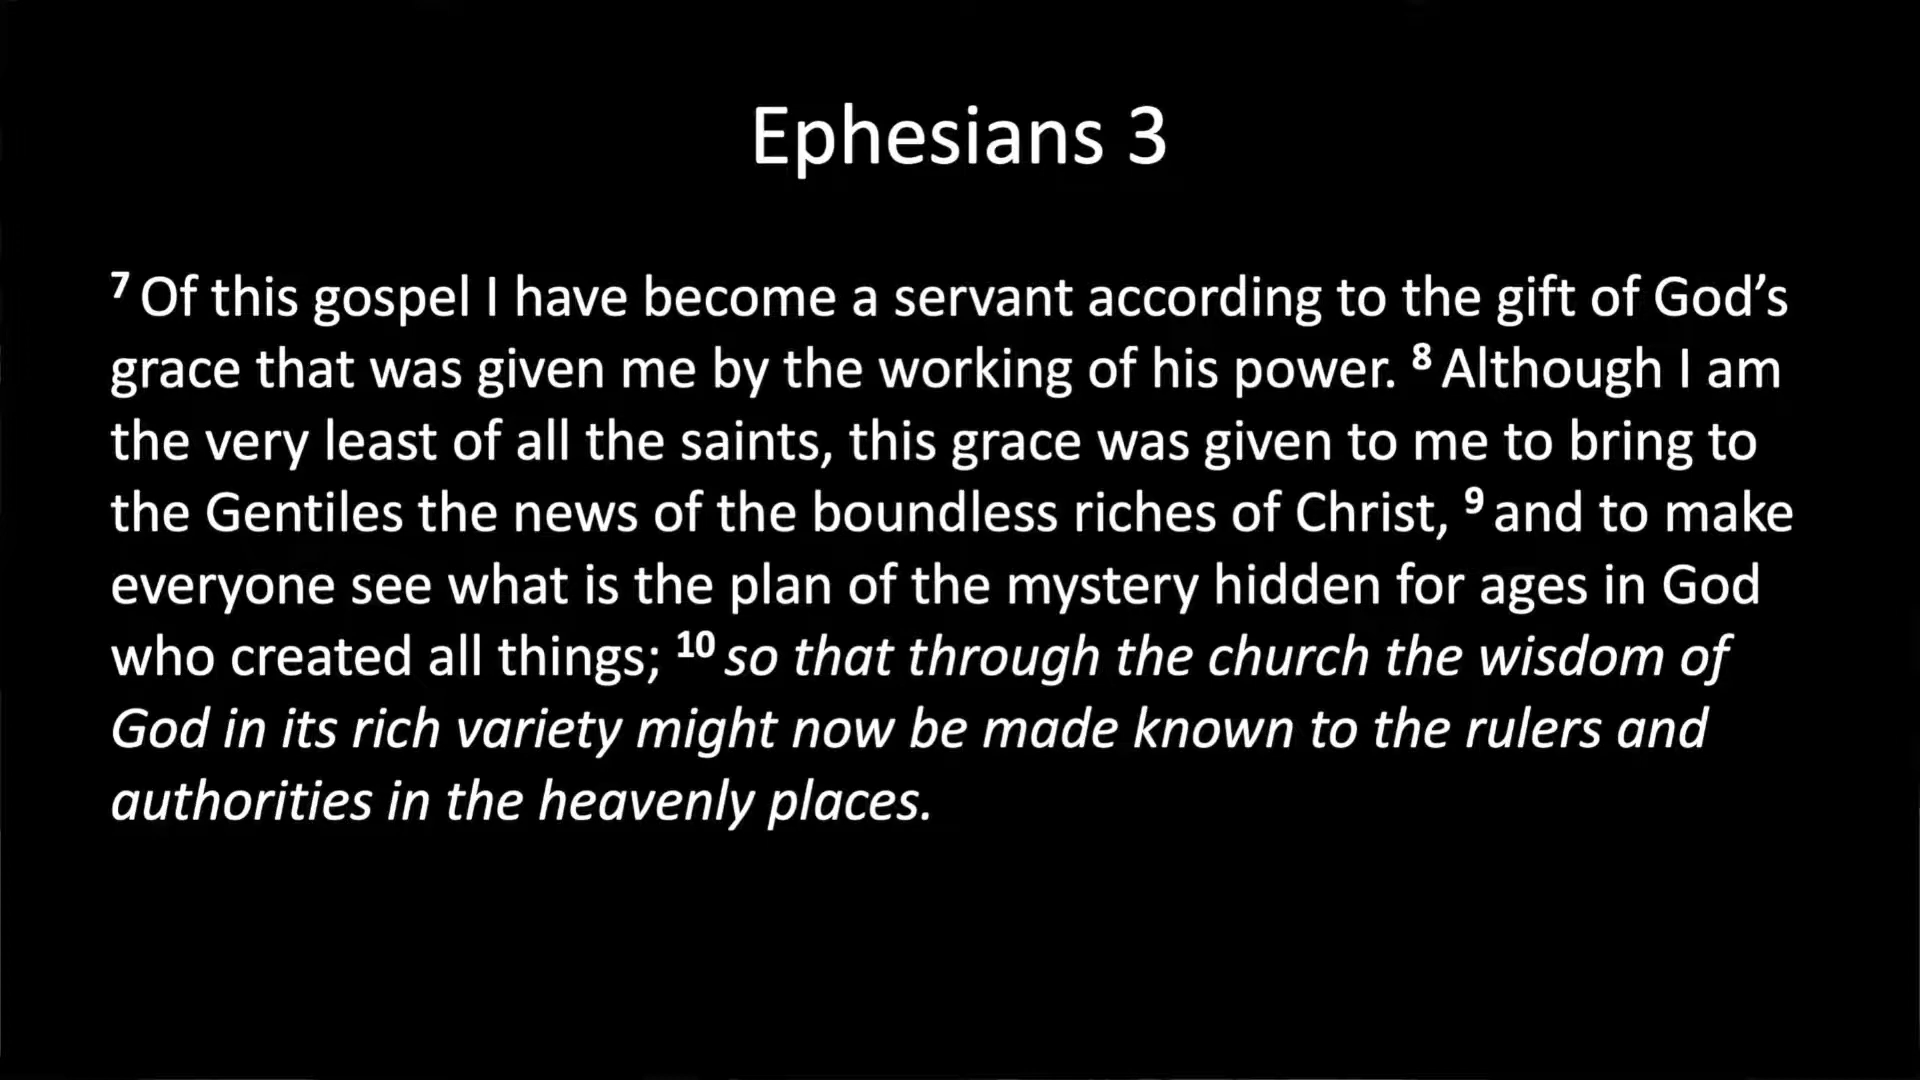 Ephesians 3
7 Of this gospel I have become a servant according to the gift of God’s
grace that was given me by the working of his power. 8 Although I am
the very least of all the saints, this grace was given to me to bring to
the Gentiles the news of the boundless riches of Christ, 9 and to make
everyone see what is the plan of the mystery hidden for ages in God
who created all things; 10 so that through the church the wisdom of
God in its rich variety might now be made known to the rulers and
authorities in the heavenly places.